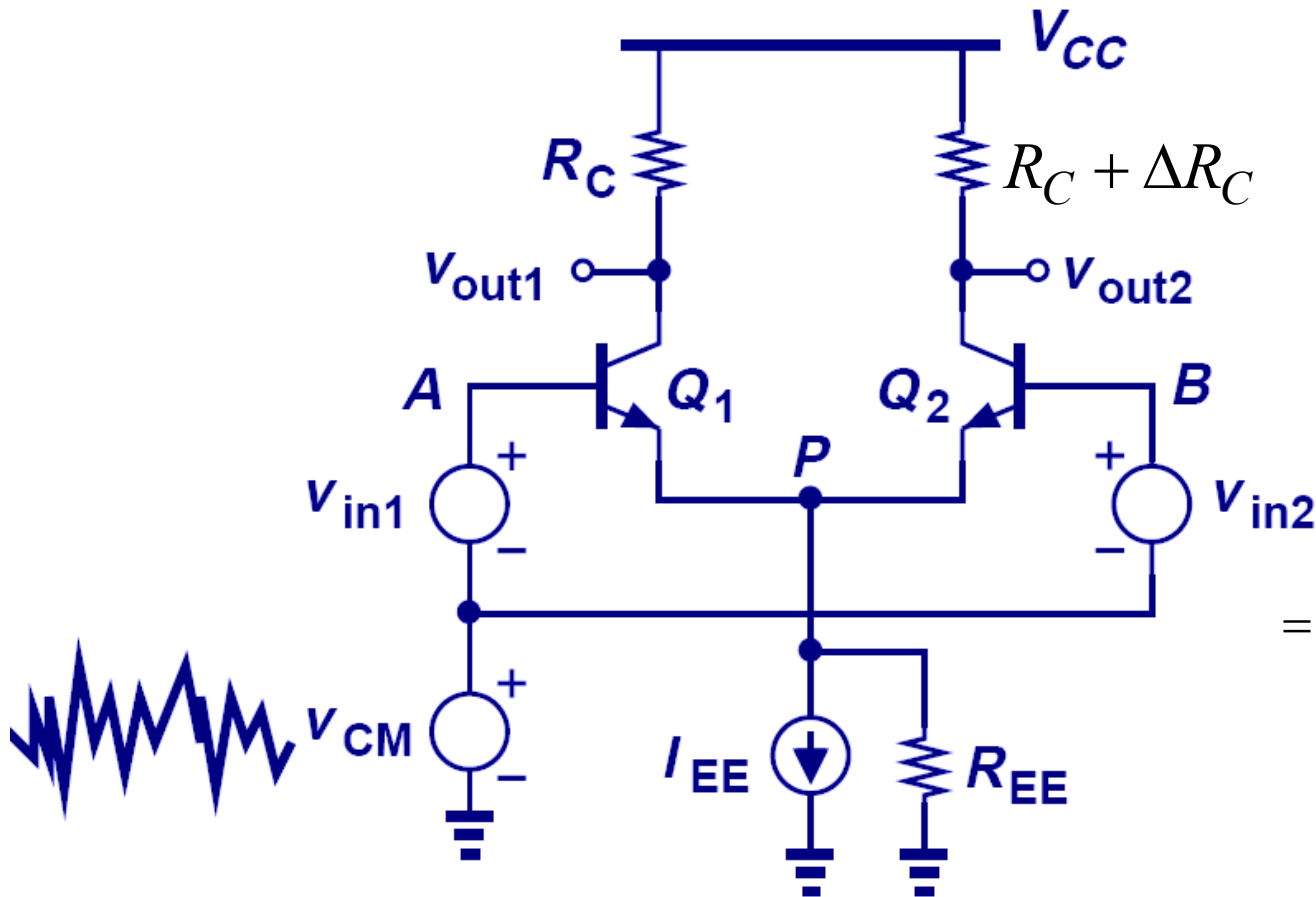 V_CC
R_C
R_C + ΔR_C
v_out1
v_out2
A
Q_1
Q_2
B
P
+
+
v_in1
v_in2
−
−
=
+
v_CM
I_EE
R_EE
−